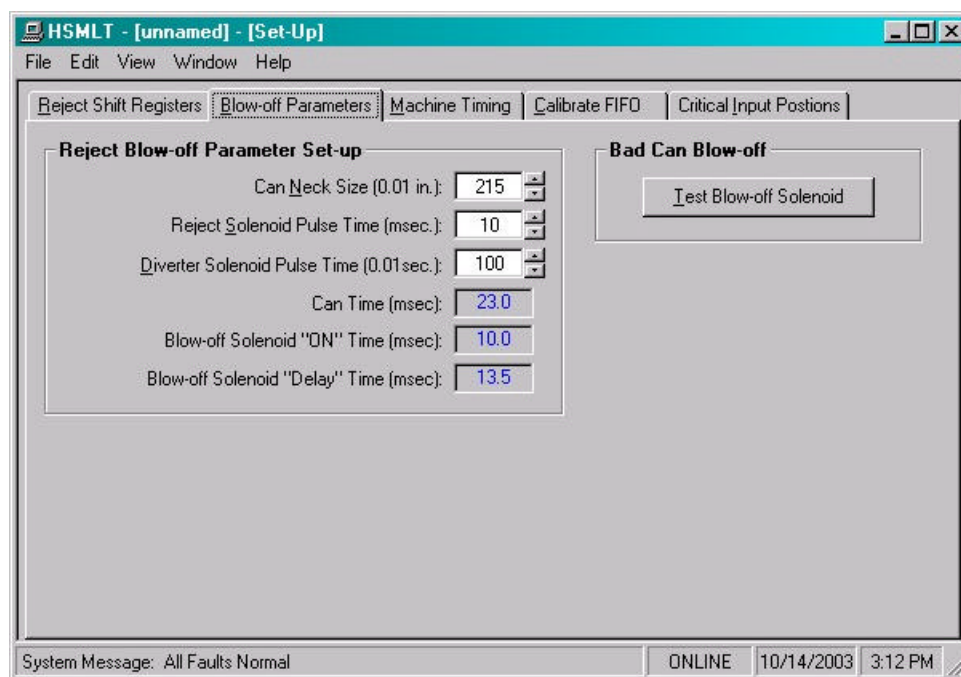 HSMLT - [unnamed] - [Set-Up]
File Edit View Window Help
Reject Shift Registers Blow-off Parameters Machine Timing Calibrate FIFO Critical Input Postions
Reject Blow-off Parameter Set-up
Can Neck Size (0.01 in.): 215
Reject Solenoid Pulse Time (msec.): 10
Diverter Solenoid Pulse Time (0.01sec.): 100
Can Time (msec): 23.0
Blow-off Solenoid "ON" Time (msec): 10.0
Blow-off Solenoid "Delay" Time (msec): 13.5
Bad Can Blow-off
Test Blow-off Solenoid
System Message: All Faults Normal ONLINE 10/14/2003 3:12 PM